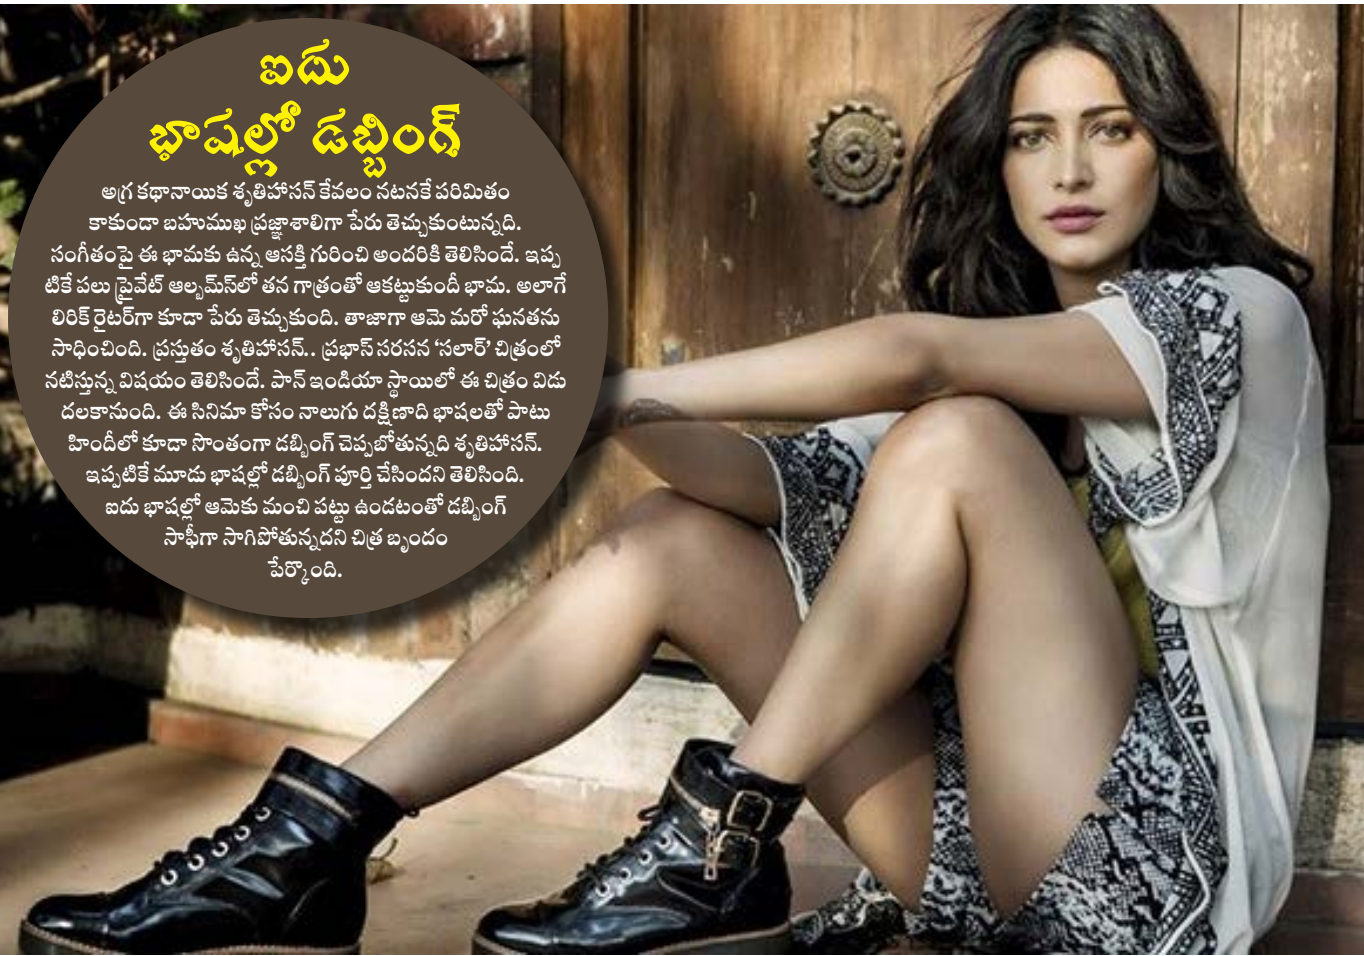 ఐదు
భాషల్లో డబ్బింగ్
అగ్ర కథానాయిక శృతిహాసన్ కేవలం నటనకే పరిమితం
కాకుండా బహుముఖ ప్రజ్ఞాశాలిగా పేరు తెచ్చుకుంటున్నది.
సంగీతంపై ఈ భామకు ఉన్న ఆసక్తి గురించి అందరికి తెలిసిందే. ఇప్ప
టికే పలు ప్రైవేట్ ఆల్బమ్స్‌లో తన గాత్రంతో ఆకట్టుకుందీ భామ. అలాగే
లిరిక్ రైటర్‌గా కూడా పేరు తెచ్చుకుంది. తాజాగా ఆమె మరో ఘనతను
సాధించింది. ప్రస్తుతం శృతిహాసన్.. ప్రభాస్ సరసన ‘సలార్’ చిత్రంలో
నటిస్తున్న విషయం తెలిసిందే. పాన్ ఇండియా స్థాయిలో ఈ చిత్రం విడు
దలకానుంది. ఈ సినిమా కోసం నాలుగు దక్షిణాది భాషలతో పాటు
హిందీలో కూడా సొంతంగా డబ్బింగ్ చెప్పబోతున్నది శృతిహాసన్.
ఇప్పటికే మూడు భాషల్లో డబ్బింగ్ పూర్తి చేసిందని తెలిసింది.
ఐదు భాషల్లో ఆమెకు మంచి పట్టు ఉండటంతో డబ్బింగ్
సాఫీగా సాగిపోతున్నదని చిత్ర బృందం
పేర్కొంది.